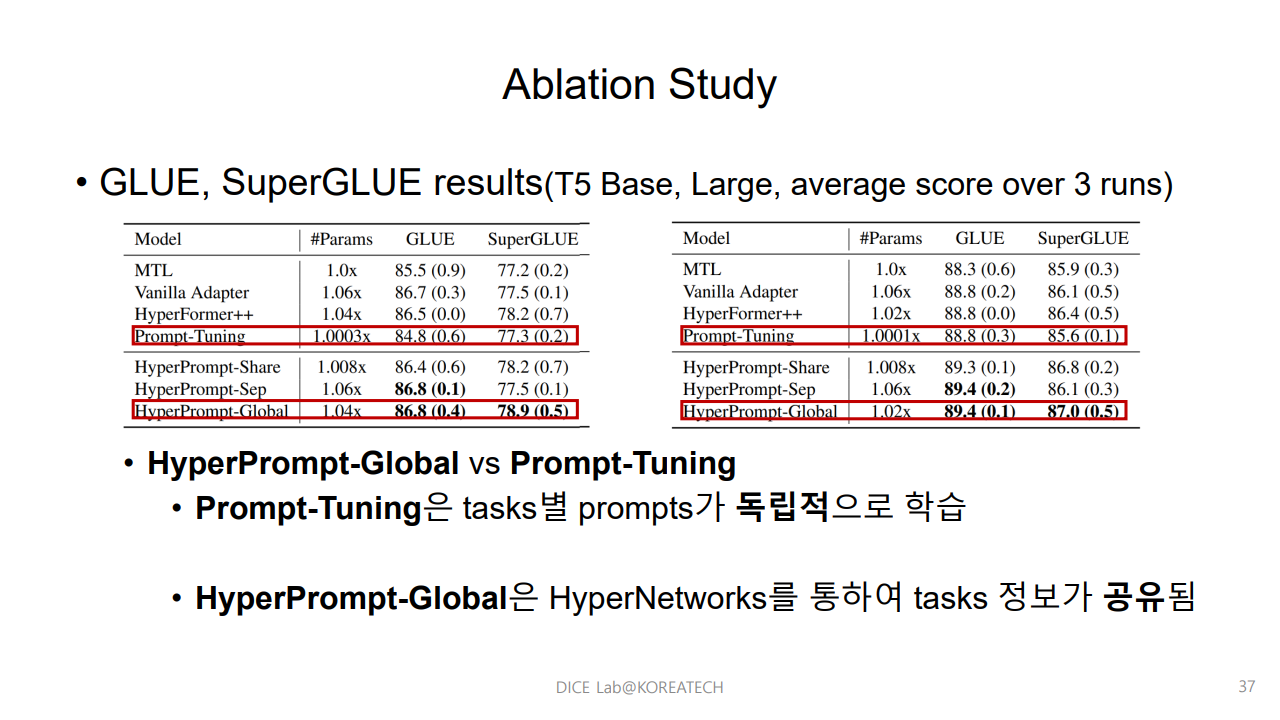 Ablation Study
• GLUE, SuperGLUE results(T5 Base, Large, average score over 3 runs)
Model #Params GLUE SuperGLUE
MTL 1.0x 85.5 (0.9) 77.2 (0.2)
Vanilla Adapter 1.06x 86.7 (0.3) 77.5 (0.1)
HyperFormer++ 1.04x 86.5 (0.0) 78.2 (0.7)
Prompt-Tuning 1.0003x 84.8 (0.6) 77.3 (0.2)
HyperPrompt-Share 1.008x 86.4 (0.6) 78.2 (0.7)
HyperPrompt-Sep 1.06x 86.8 (0.1) 77.5 (0.1)
HyperPrompt-Global 1.04x 86.8 (0.4) 78.9 (0.5)
Model #Params GLUE SuperGLUE
MTL 1.0x 88.3 (0.6) 85.9 (0.3)
Vanilla Adapter 1.06x 88.8 (0.2) 86.1 (0.5)
HyperFormer++ 1.02x 88.8 (0.0) 86.4 (0.5)
Prompt-Tuning 1.0001x 88.8 (0.3) 85.6 (0.1)
HyperPrompt-Share 1.008x 89.3 (0.1) 86.8 (0.2)
HyperPrompt-Sep 1.06x 89.4 (0.2) 86.1 (0.3)
HyperPrompt-Global 1.02x 89.4 (0.1) 87.0 (0.5)
• HyperPrompt-Global vs Prompt-Tuning
• Prompt-Tuning은 tasks별 prompts가 독립적으로 학습
• HyperPrompt-Global은 HyperNetworks를 통하여 tasks 정보가 공유됨
DICE Lab@KOREATECH
37